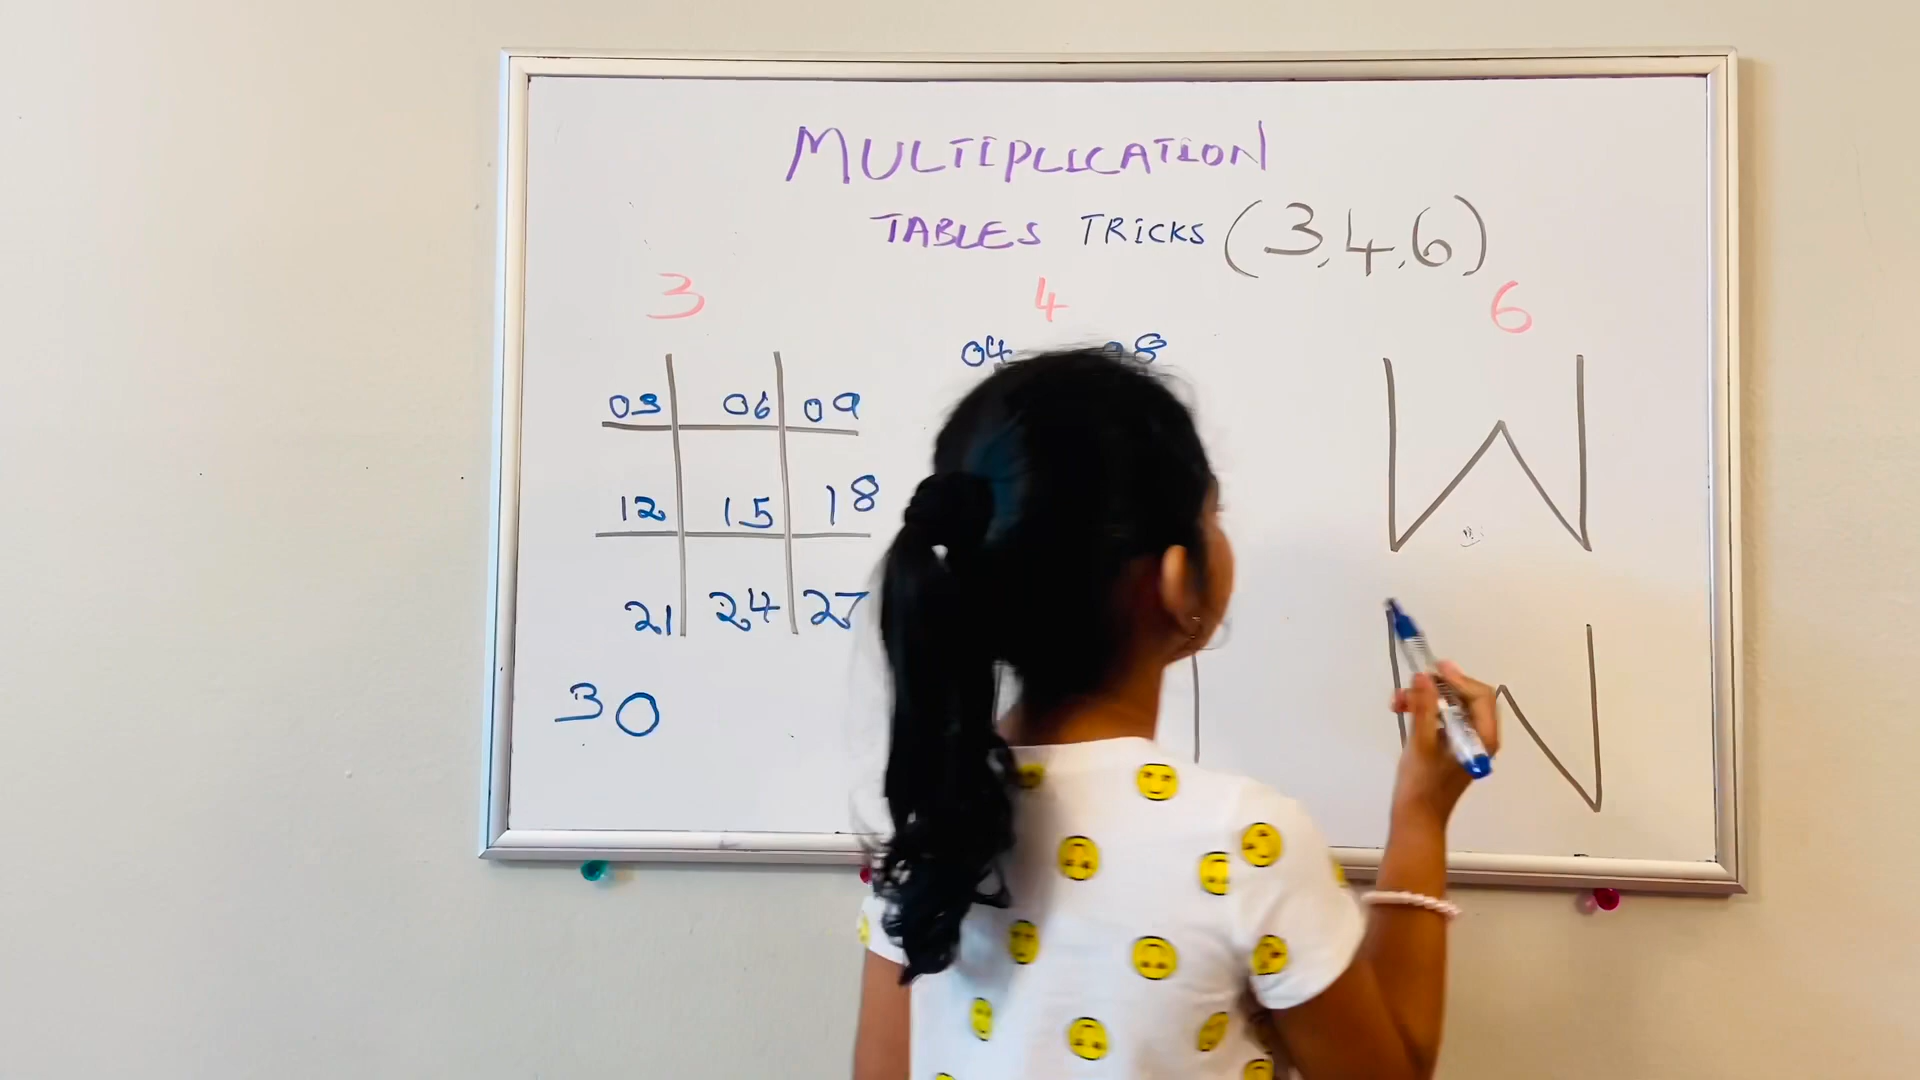 MULTIPLICATION
TABLES TRICKS (3,4,6)
3 4 6
04 08
03 06 09
12 15 18
21 24 27
30